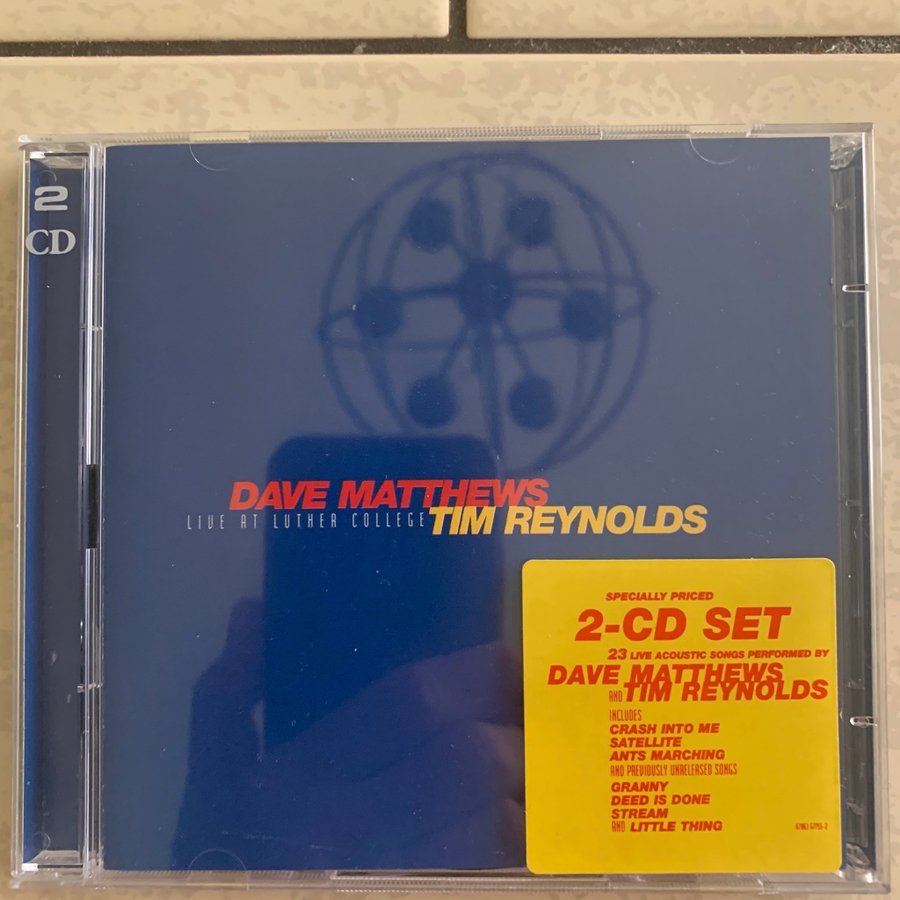 2
CD
DAVE MATTHEWS
LIVE AT LUTHER COLLEGE TIM REYNOLDS
SPECIALLY PRICED
2-CD SET
23 LIVE ACOUSTIC SONGS PERFORMED BY
DAVE MATTHEWS
AND TIM REYNOLDS
INCLUDES
CRASH INTO ME
SATELLITE
ANTS MARCHING
AND PREVIOUSLY UNRELEASED SONGS
GRANNY
DEED IS DONE
STREAM
AND LITTLE THING